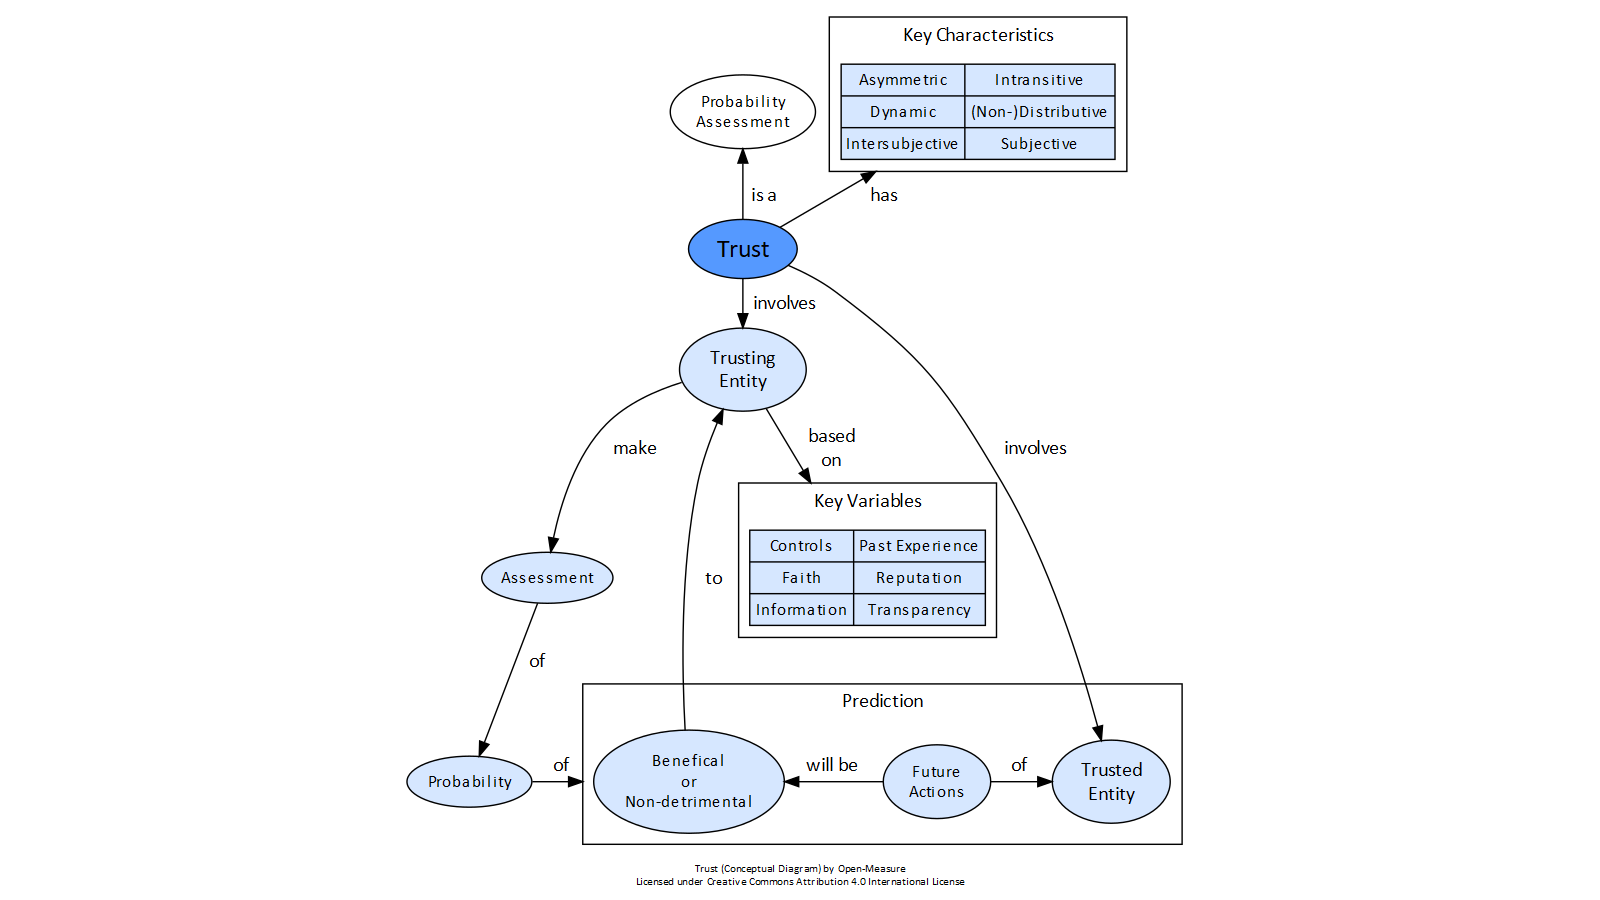 Key Characteristics
Asymmetric Intransitive
Dynamic (Non-)Distributive
Intersubjective Subjective
Probability
Assessment
is a
has
Trust
involves
Trusting
Entity
make
based
on
involves
Key Variables
Controls Past Experience
Faith Reputation
Information Transparency
Assessment
to
of
Prediction
Probability
of
Benefical
or
Non-detrimental
will be
Future
Actions
of
Trusted
Entity
Trust (Conceptual Diagram) by Open-Measure
Licensed under Creative Commons Attribution 4.0 International License